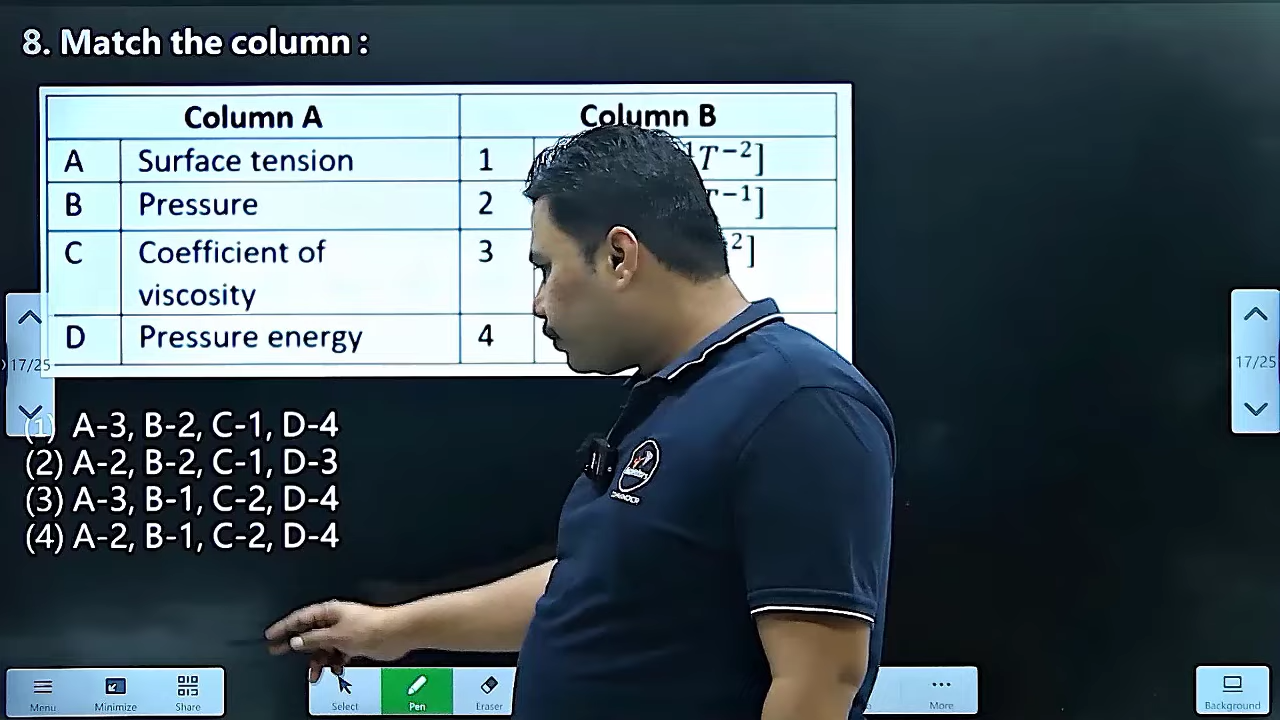 8. Match the column :
Column A Column B
A Surface tension 1 T⁻²]
B Pressure 2 ⁻¹]
C Coefficient of 3 ²]
viscosity
D Pressure energy 4
17/25
17/25
(1) A-3, B-2, C-1, D-4
(2) A-2, B-2, C-1, D-3
(3) A-3, B-1, C-2, D-4
(4) A-2, B-1, C-2, D-4
Menu Minimize Share Select Pen Eraser More Background